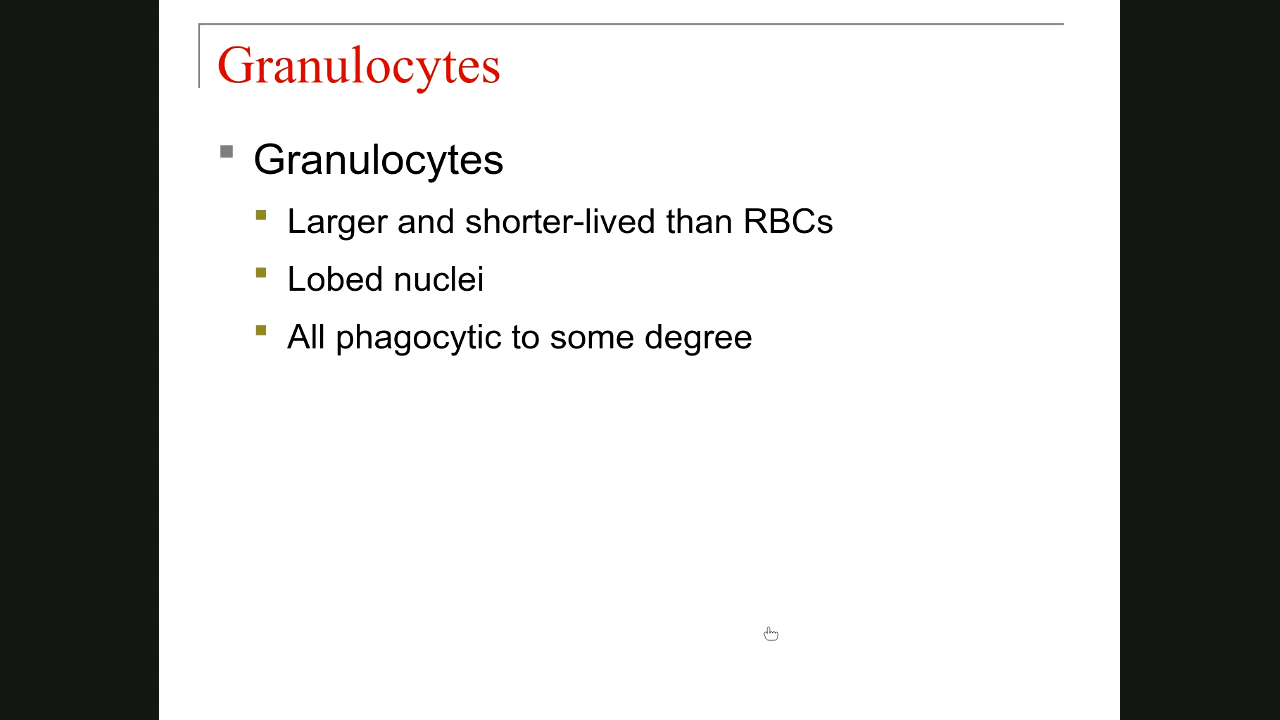 Granulocytes
Granulocytes
Larger and shorter-lived than RBCs
Lobed nuclei
All phagocytic to some degree